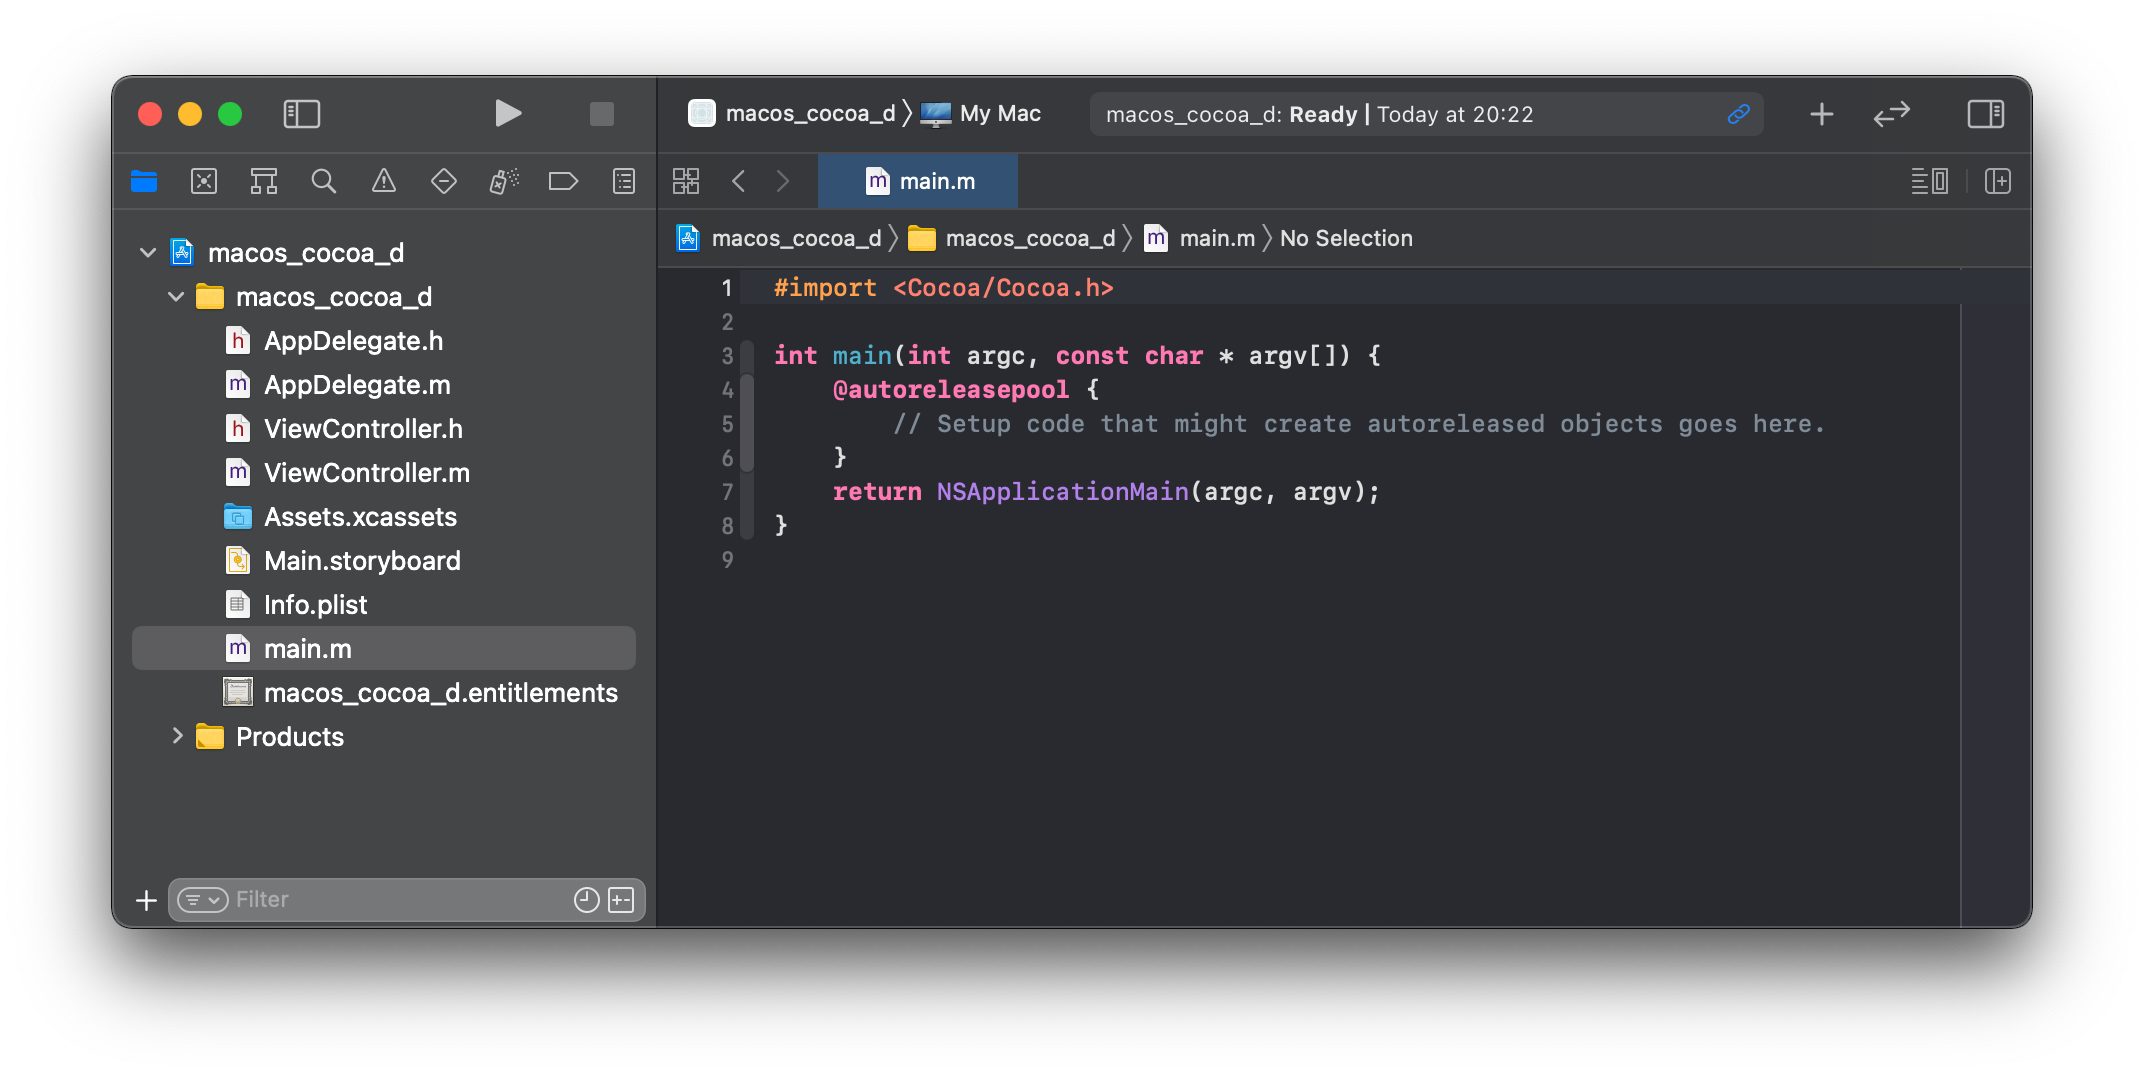 macos_cocoa_d 〉 My Mac
macos_cocoa_d: Ready | Today at 20:22
main.m
macos_cocoa_d 〉 macos_cocoa_d 〉 main.m 〉 No Selection
macos_cocoa_d
macos_cocoa_d
AppDelegate.h
AppDelegate.m
ViewController.h
ViewController.m
Assets.xcassets
Main.storyboard
Info.plist
main.m
macos_cocoa_d.entitlements
Products
Filter
1 #import <Cocoa/Cocoa.h>
2
3 int main(int argc, const char * argv[]) {
4     @autoreleasepool {
5         // Setup code that might create autoreleased objects goes here.
6     }
7     return NSApplicationMain(argc, argv);
8 }
9